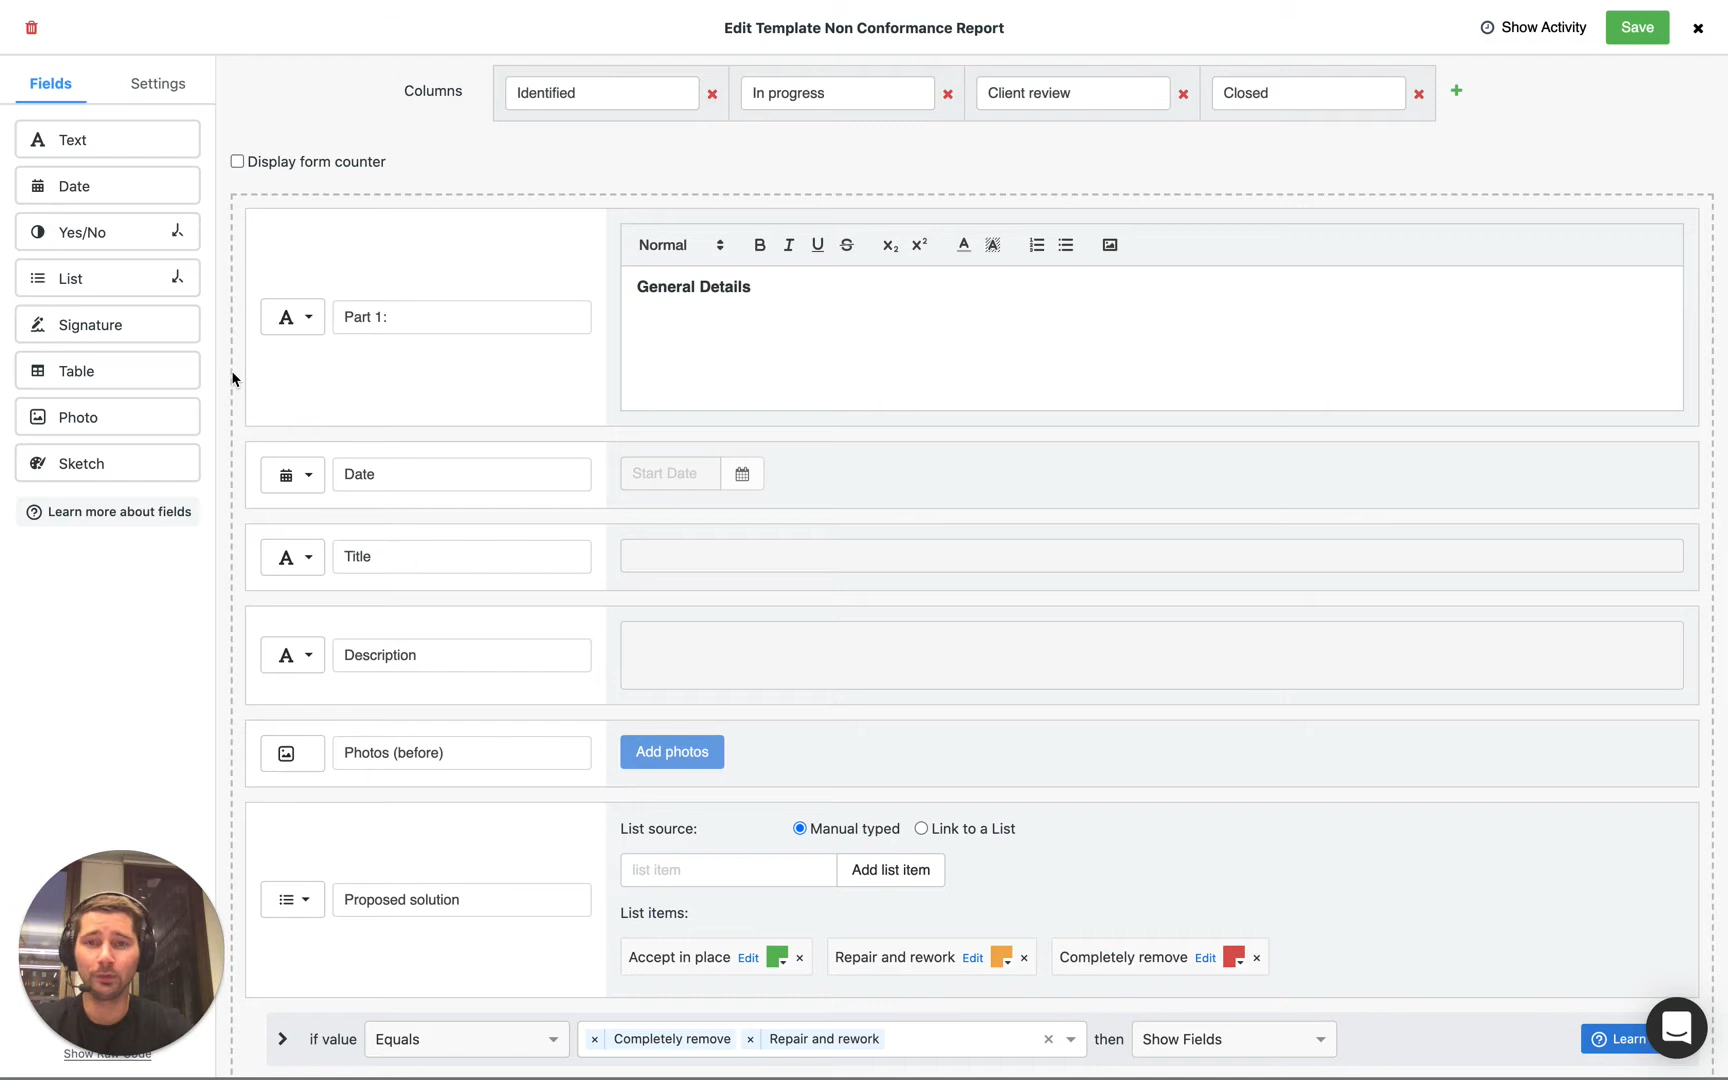 Edit Template Non Conformance Report
Show Activity
Save
Fields
Settings
Columns
Identified
In progress
Client review
Closed
Display form counter
Text
Date
Yes/No
List
Signature
Table
Photo
Sketch
Learn more about fields
Normal
B I U S X₂ X² A A
Part 1:
General Details
Date
Start Date
Title
Description
Photos (before)
Add photos
Proposed solution
List source:
Manual typed
Link to a List
list item
Add list item
List items:
Accept in place Edit
Repair and rework Edit
Completely remove Edit
if value
Equals
× Completely remove
× Repair and rework
then
Show Fields
Learn